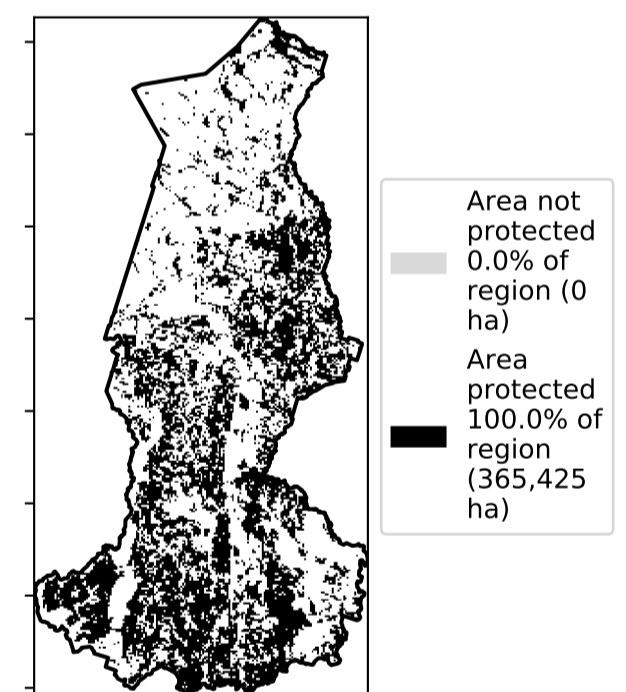 Area not
protected
0.0% of
region (0
ha)
Area
protected
100.0% of
region
(365,425
ha)